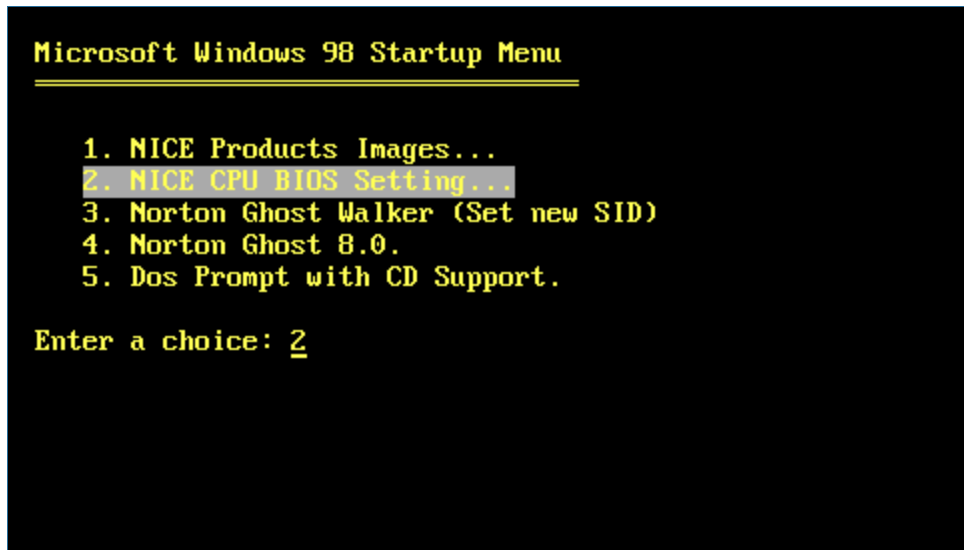 Microsoft Windows 98 Startup Menu
1. NICE Products Images...
2. NICE CPU BIOS Setting...
3. Norton Ghost Walker (Set new SID)
4. Norton Ghost 8.0.
5. Dos Prompt with CD Support.
Enter a choice: 2